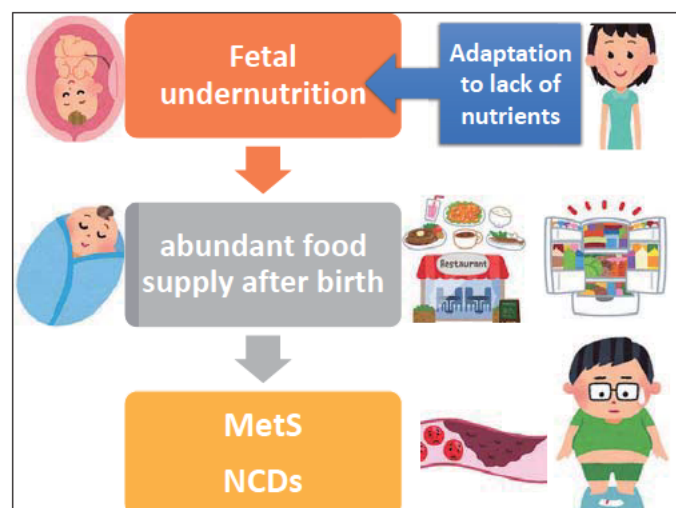 Fetal
undernutrition
Adaptation
to lack of
nutrients
abundant food
supply after birth
Restaurant
MetS
NCDs